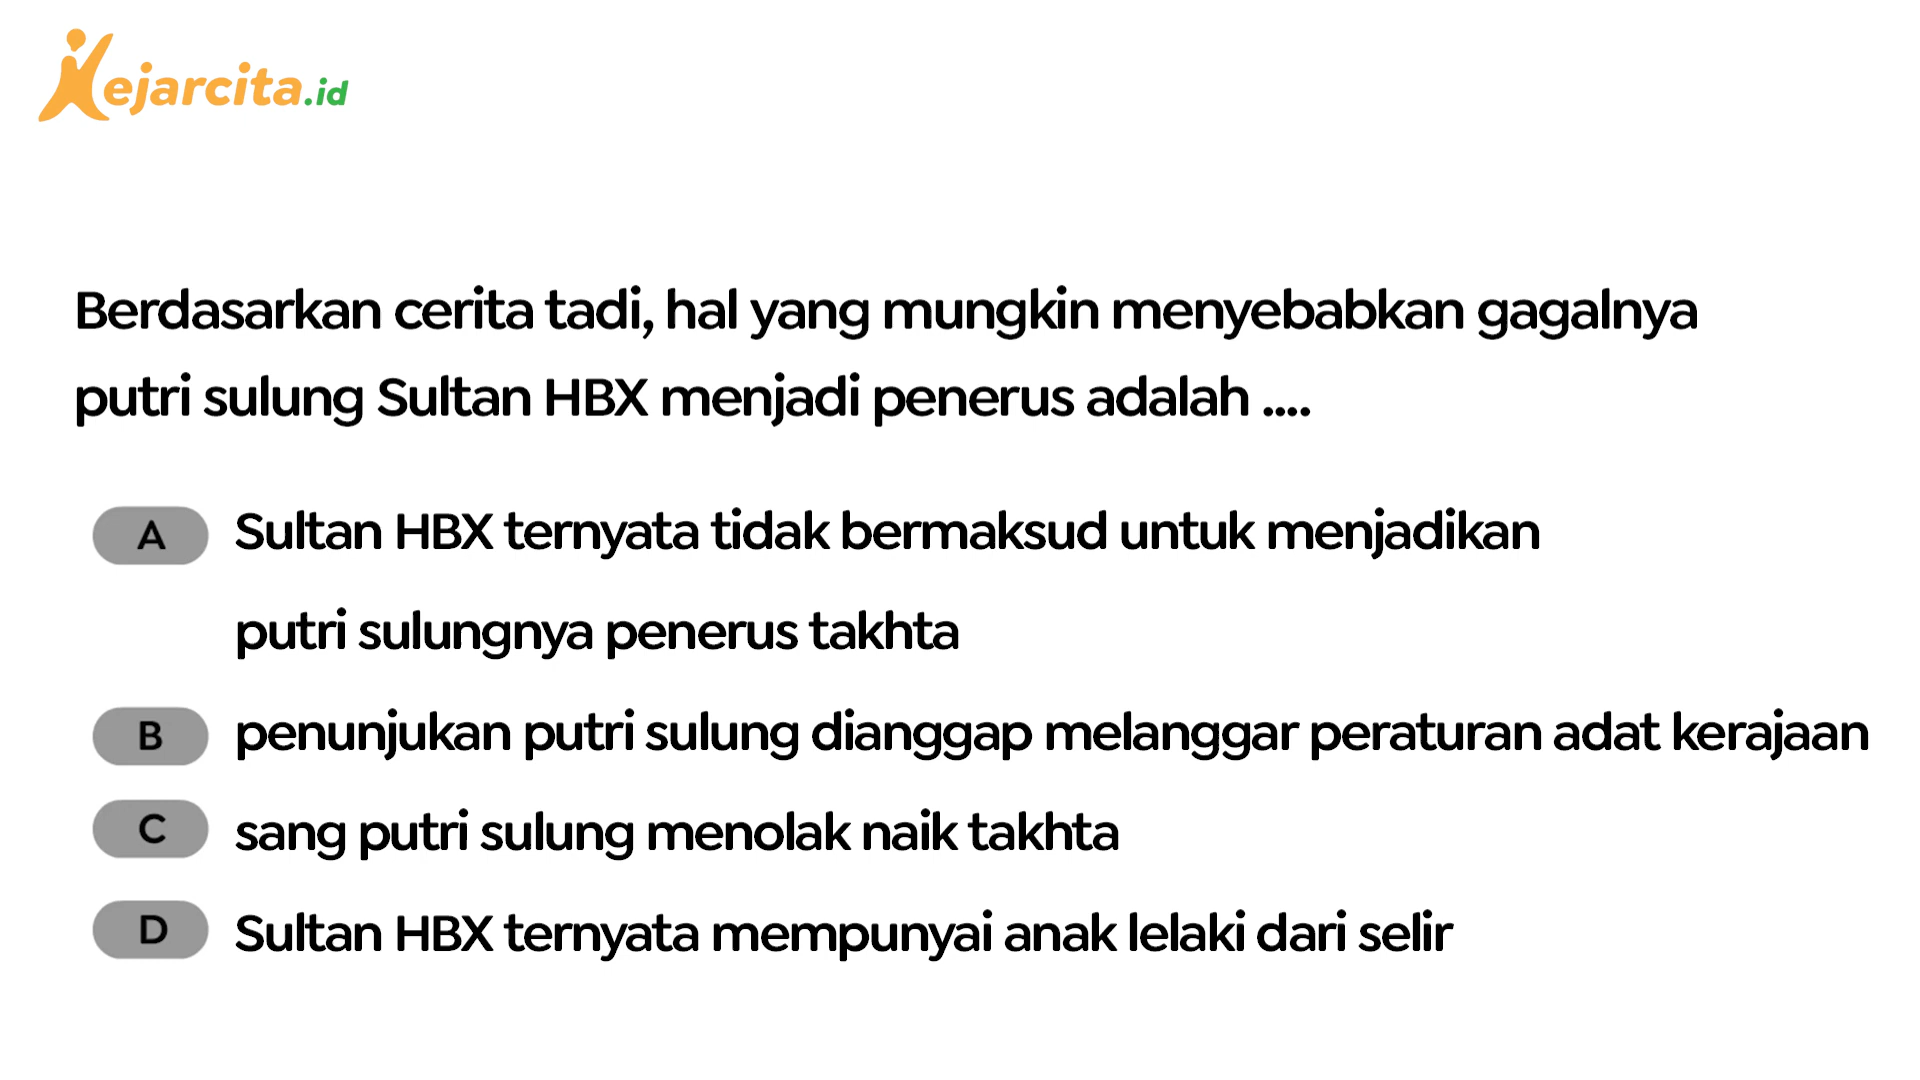 Kejarcita.id
Berdasarkan cerita tadi, hal yang mungkin menyebabkan gagalnya
putri sulung Sultan HBX menjadi penerus adalah ....
A Sultan HBX ternyata tidak bermaksud untuk menjadikan
putri sulungnya penerus takhta
B penunjukan putri sulung dianggap melanggar peraturan adat kerajaan
C sang putri sulung menolak naik takhta
D Sultan HBX ternyata mempunyai anak lelaki dari selir